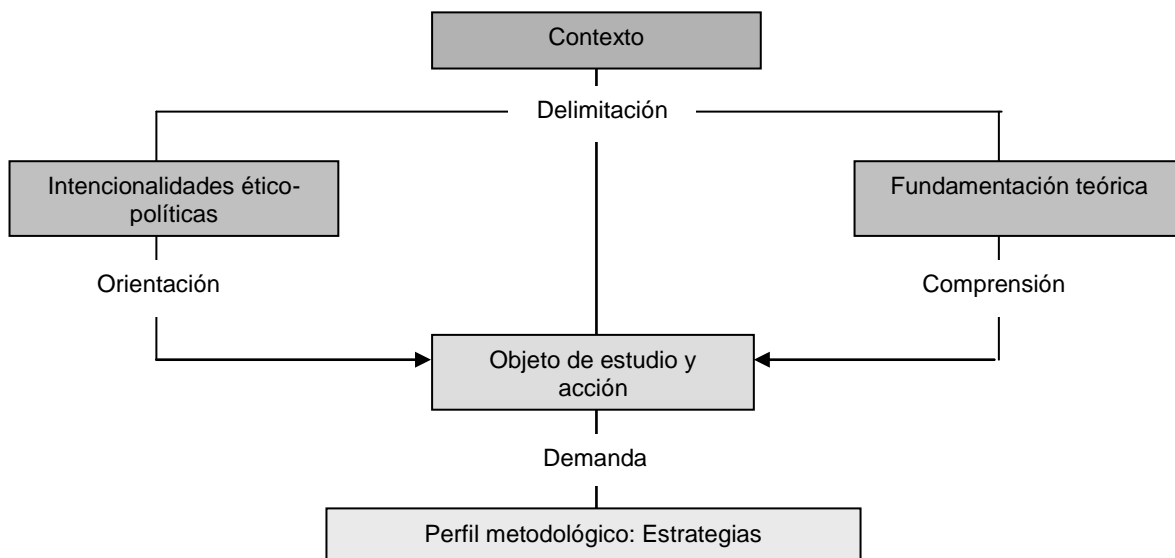 Contexto
Delimitación
Intencionalidades ético-
políticas
Fundamentación teórica
Orientación
Comprensión
Objeto de estudio y
acción
Demanda
Perfil metodológico: Estrategias